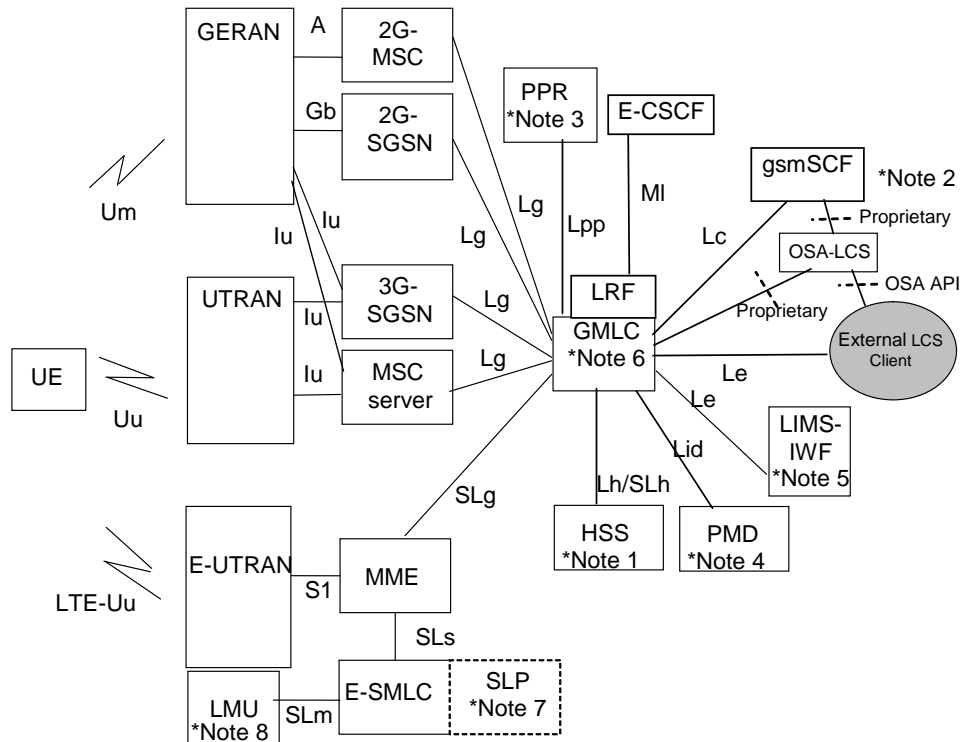 GERAN
A
2G-
MSC
Gb
2G-
SGSN
PPR
*Note 3
E-CSCF
gsmSCF
*Note 2
Um
Iu
Iu
Lg
Lg
Lpp
Ml
Lc
Proprietary
OSA-LCS
OSA API
Proprietary
UTRAN
Iu
3G-
SGSN
Lg
LRF
GMLC
*Note 6
External LCS
Client
UE
Uu
Iu
MSC
server
Lg
Le
Le
LIMS-
IWF
*Note 5
Lid
SLg
Lh/SLh
HSS
*Note 1
PMD
*Note 4
E-UTRAN
S1
MME
LTE-Uu
SLs
E-SMLC
SLP
*Note 7
LMU
*Note 8
SLm